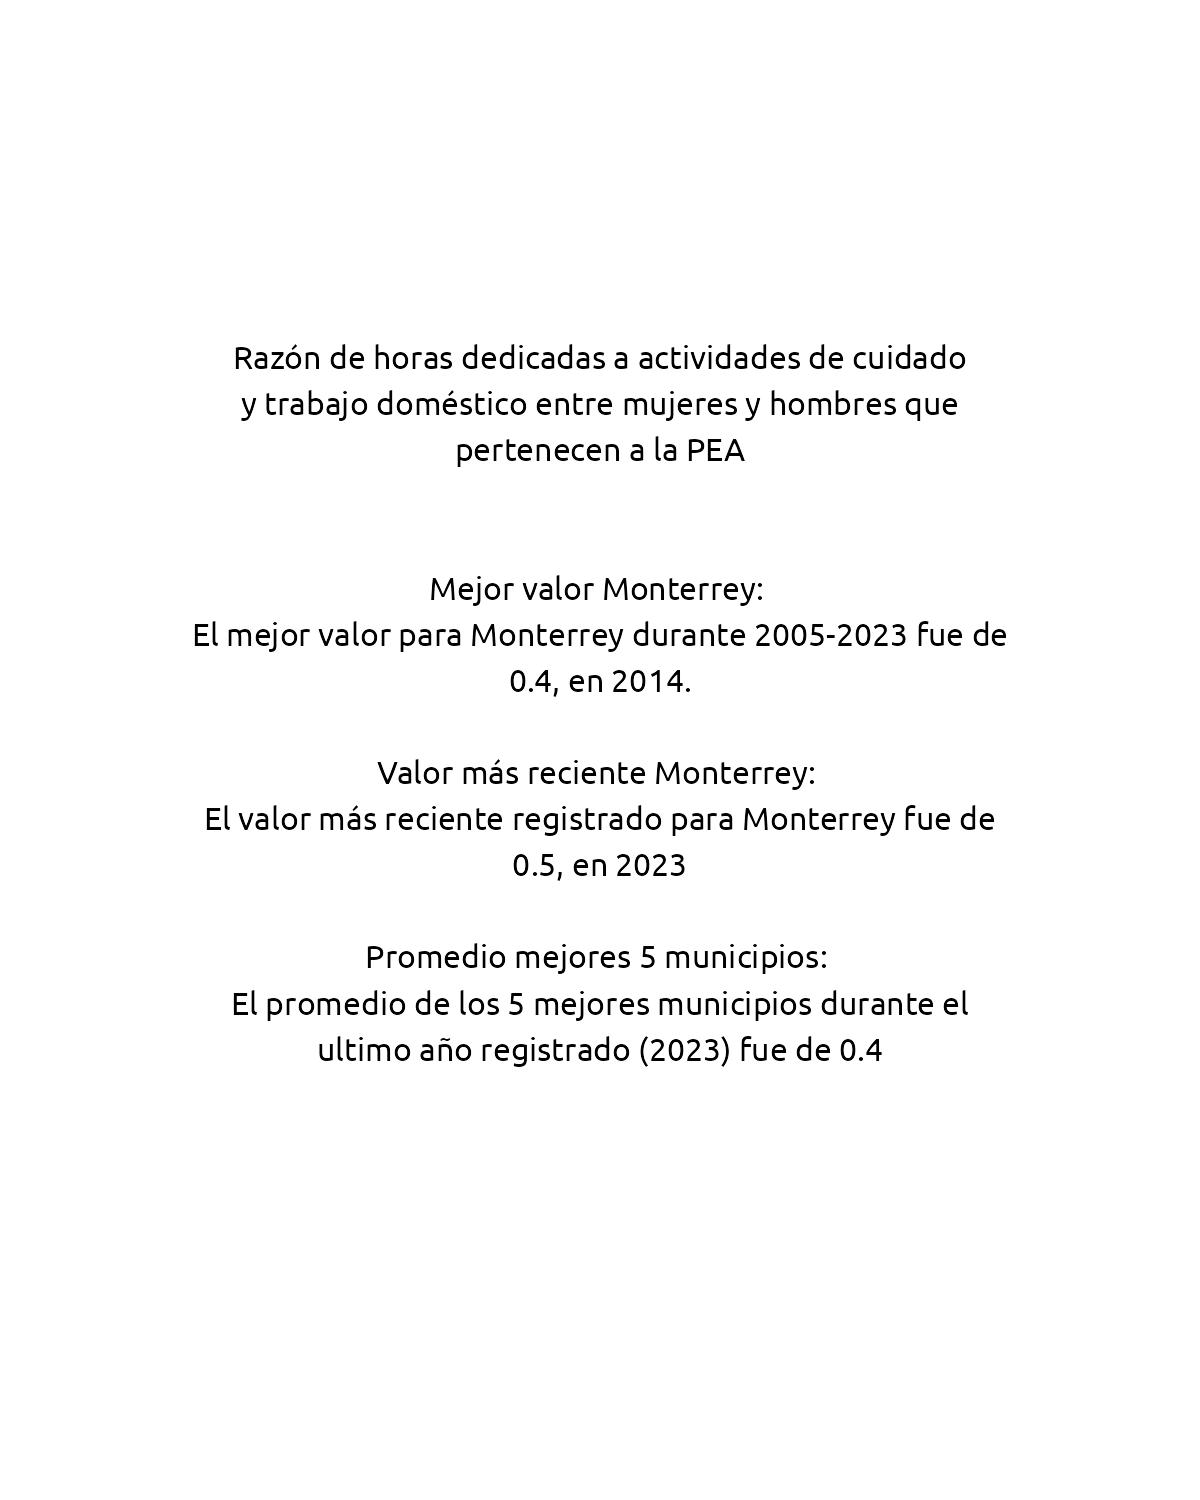 Razón de horas dedicadas a actividades de cuidado
y trabajo doméstico entre mujeres y hombres que
pertenecen a la PEA
Mejor valor Monterrey:
El mejor valor para Monterrey durante 2005-2023 fue de
0.4, en 2014.
Valor más reciente Monterrey:
El valor más reciente registrado para Monterrey fue de
0.5, en 2023
Promedio mejores 5 municipios:
El promedio de los 5 mejores municipios durante el
ultimo año registrado (2023) fue de 0.4